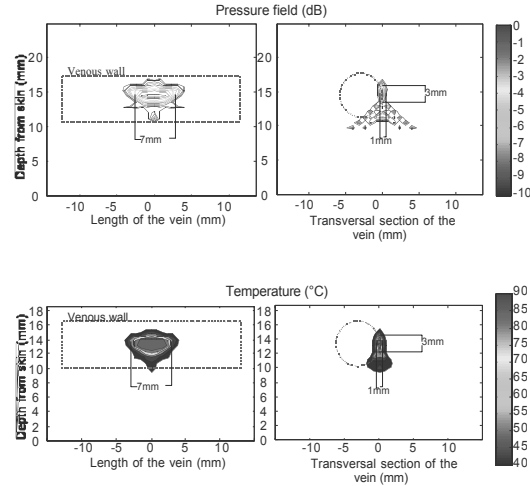 Pressure field (dB)
Venous wall
7mm
Depth from skin (mm)
20
15
10
5
0
-10 -5 0 5 10
Length of the vein (mm)
3mm
1mm
20
15
10
5
0
-10 -5 0 5 10
Transversal section of the
vein (mm)
0
-1
-2
-3
-4
-5
-6
-7
-8
-9
-10
Temperature (°C)
Venous wall
7mm
Depth from skin (mm)
18
16
14
12
10
8
6
4
2
0
-10 -5 0 5 10
Length of the vein (mm)
3mm
1mm
18
16
14
12
10
8
6
4
2
0
-10 -5 0 5 10
Transversal section of the
vein (mm)
90
85
80
75
70
65
60
55
50
45
40